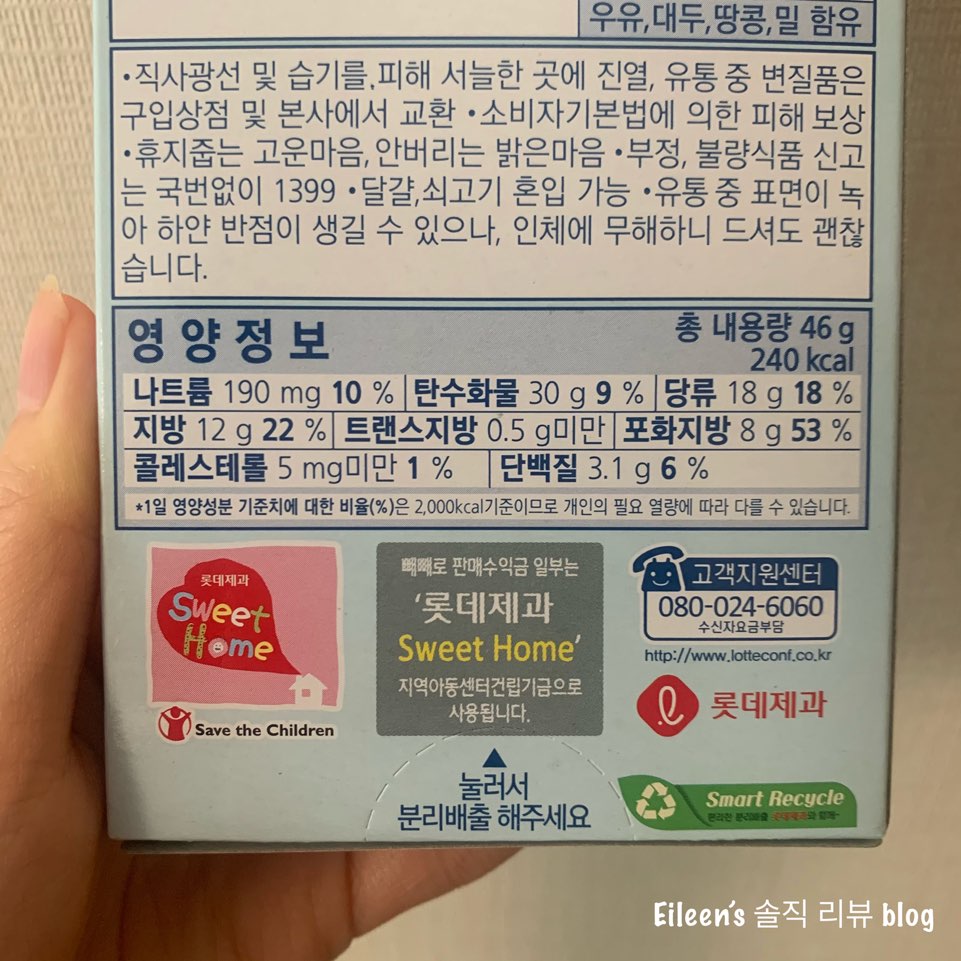 우유,대두,땅콩,밀 함유
•직사광선 및 습기를.피해 서늘한 곳에 진열, 유통 중 변질품은
구입상점 및 본사에서 교환 •소비자기본법에 의한 피해 보상
•휴지줍는 고운마음, 안버리는 밝은마음 •부정, 불량식품 신고
는 국번없이 1399 •달걀,쇠고기 혼입 가능 •유통 중 표면이 녹
아 하얀 반점이 생길 수 있으나, 인체에 무해하니 드셔도 괜찮
습니다.
영양정보
총 내용량 46 g
240 kcal
나트륨 190 mg 10 % 탄수화물 30 g 9 % 당류 18 g 18 %
지방 12 g 22 % 트랜스지방 0.5 g미만 포화지방 8 g 53 %
콜레스테롤 5 mg미만 1 % 단백질 3.1 g 6 %
*1일 영양성분 기준치에 대한 비율(%)은 2,000kcal기준이므로 개인의 필요 열량에 따라 다를 수 있습니다.
롯데제과
Sweet
Home
Save the Children
빼빼로 판매수익금 일부는
‘롯데제과
Sweet Home’
지역아동센터건립기금으로
사용됩니다.
고객지원센터
080-024-6060
수신자요금부담
http://www.lotteconf.co.kr
롯데제과
▲
눌러서
분리배출 해주세요
Smart Recycle
편리한 분리배출 롯데제과와 함께~
Eileen's 솔직 리뷰 blog